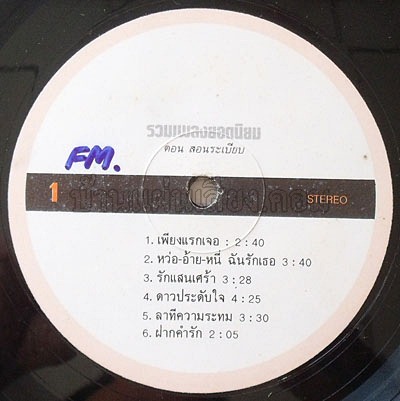 รวมเพลงยอดนิยม
ตอน สอนระเบียบ
FM.
1
STEREO
1. เพียงแรกเจอ : 2:40
2. หว่อ-อ้าย-หนี่ ฉันรักเธอ 3:40
3. รักแสนเศร้า 3:28
4. ดาวประดับใจ 4:25
5. ลาทีความระทม 3:30
6. ฝากคำรัก 2:05